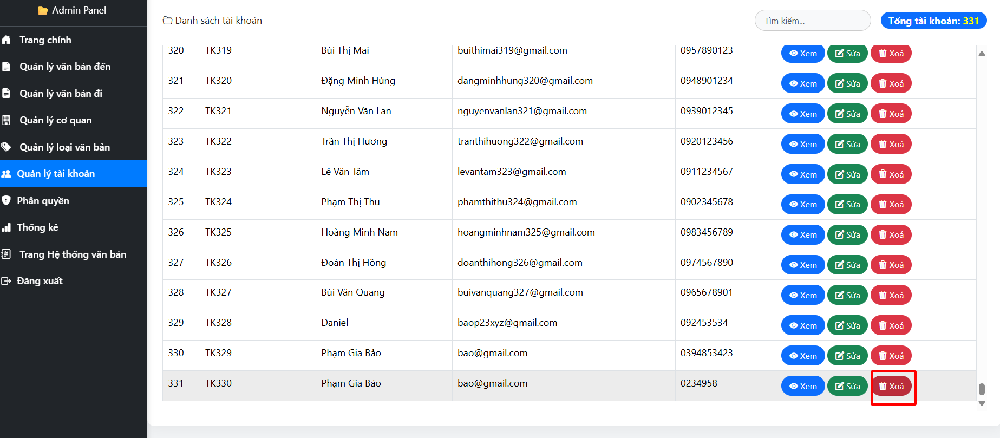 Admin Panel
Trang chính
Quản lý văn bản đến
Quản lý văn bản đi
Quản lý cơ quan
Quản lý loại văn bản
Quản lý tài khoản
Phân quyền
Thống kê
Trang Hệ thống văn bản
Đăng xuất
Danh sách tài khoản
Tìm kiếm...
Tổng tài khoản: 331
320 TK319 Bùi Thị Mai buithimai319@gmail.com 0957890123 Xem Sửa Xoá
321 TK320 Đặng Minh Hùng dangminhhung320@gmail.com 0948901234 Xem Sửa Xoá
322 TK321 Nguyễn Văn Lan nguyenvanlan321@gmail.com 0939012345 Xem Sửa Xoá
323 TK322 Trần Thị Hương tranthihuong322@gmail.com 0920123456 Xem Sửa Xoá
324 TK323 Lê Văn Tâm levantam323@gmail.com 0911234567 Xem Sửa Xoá
325 TK324 Phạm Thị Thu phamthithu324@gmail.com 0902345678 Xem Sửa Xoá
326 TK325 Hoàng Minh Nam hoangminhnam325@gmail.com 0983456789 Xem Sửa Xoá
327 TK326 Đoàn Thị Hồng doanthihong326@gmail.com 0974567890 Xem Sửa Xoá
328 TK327 Bùi Văn Quang buivanquang327@gmail.com 0965678901 Xem Sửa Xoá
329 TK328 Daniel baop23xyz@gmail.com 092453534 Xem Sửa Xoá
330 TK329 Phạm Gia Bảo bao@gmail.com 0394853423 Xem Sửa Xoá
331 TK330 Phạm Gia Bảo bao@gmail.com 0234958 Xem Sửa Xoá